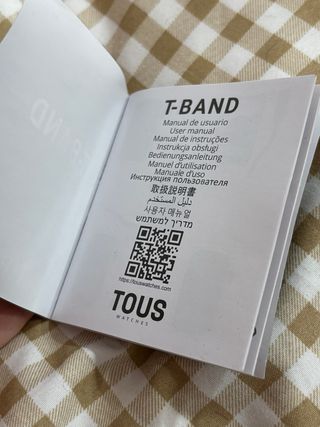 T-BAND
Manual de usuario
User manual
Manual de instruções
Instrukcja obsługi
Bedienungsanleitung
Manuel d'utilisation
Manuale d'uso
Инструкция пользователя
取扱説明書
دليل المستخدم
사용자 매뉴얼
מדריך למשתמש
https://touswatches.com
TOUS
WATCHES